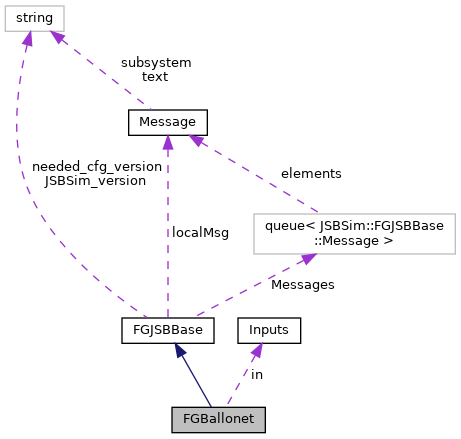 string
subsystem
text
Message
needed_cfg_version
JSBSim_version
elements
queue< JSBSim::FGJSBBase
::Message >
localMsg
Messages
FGJSBBase
Inputs
in
FGBallonet